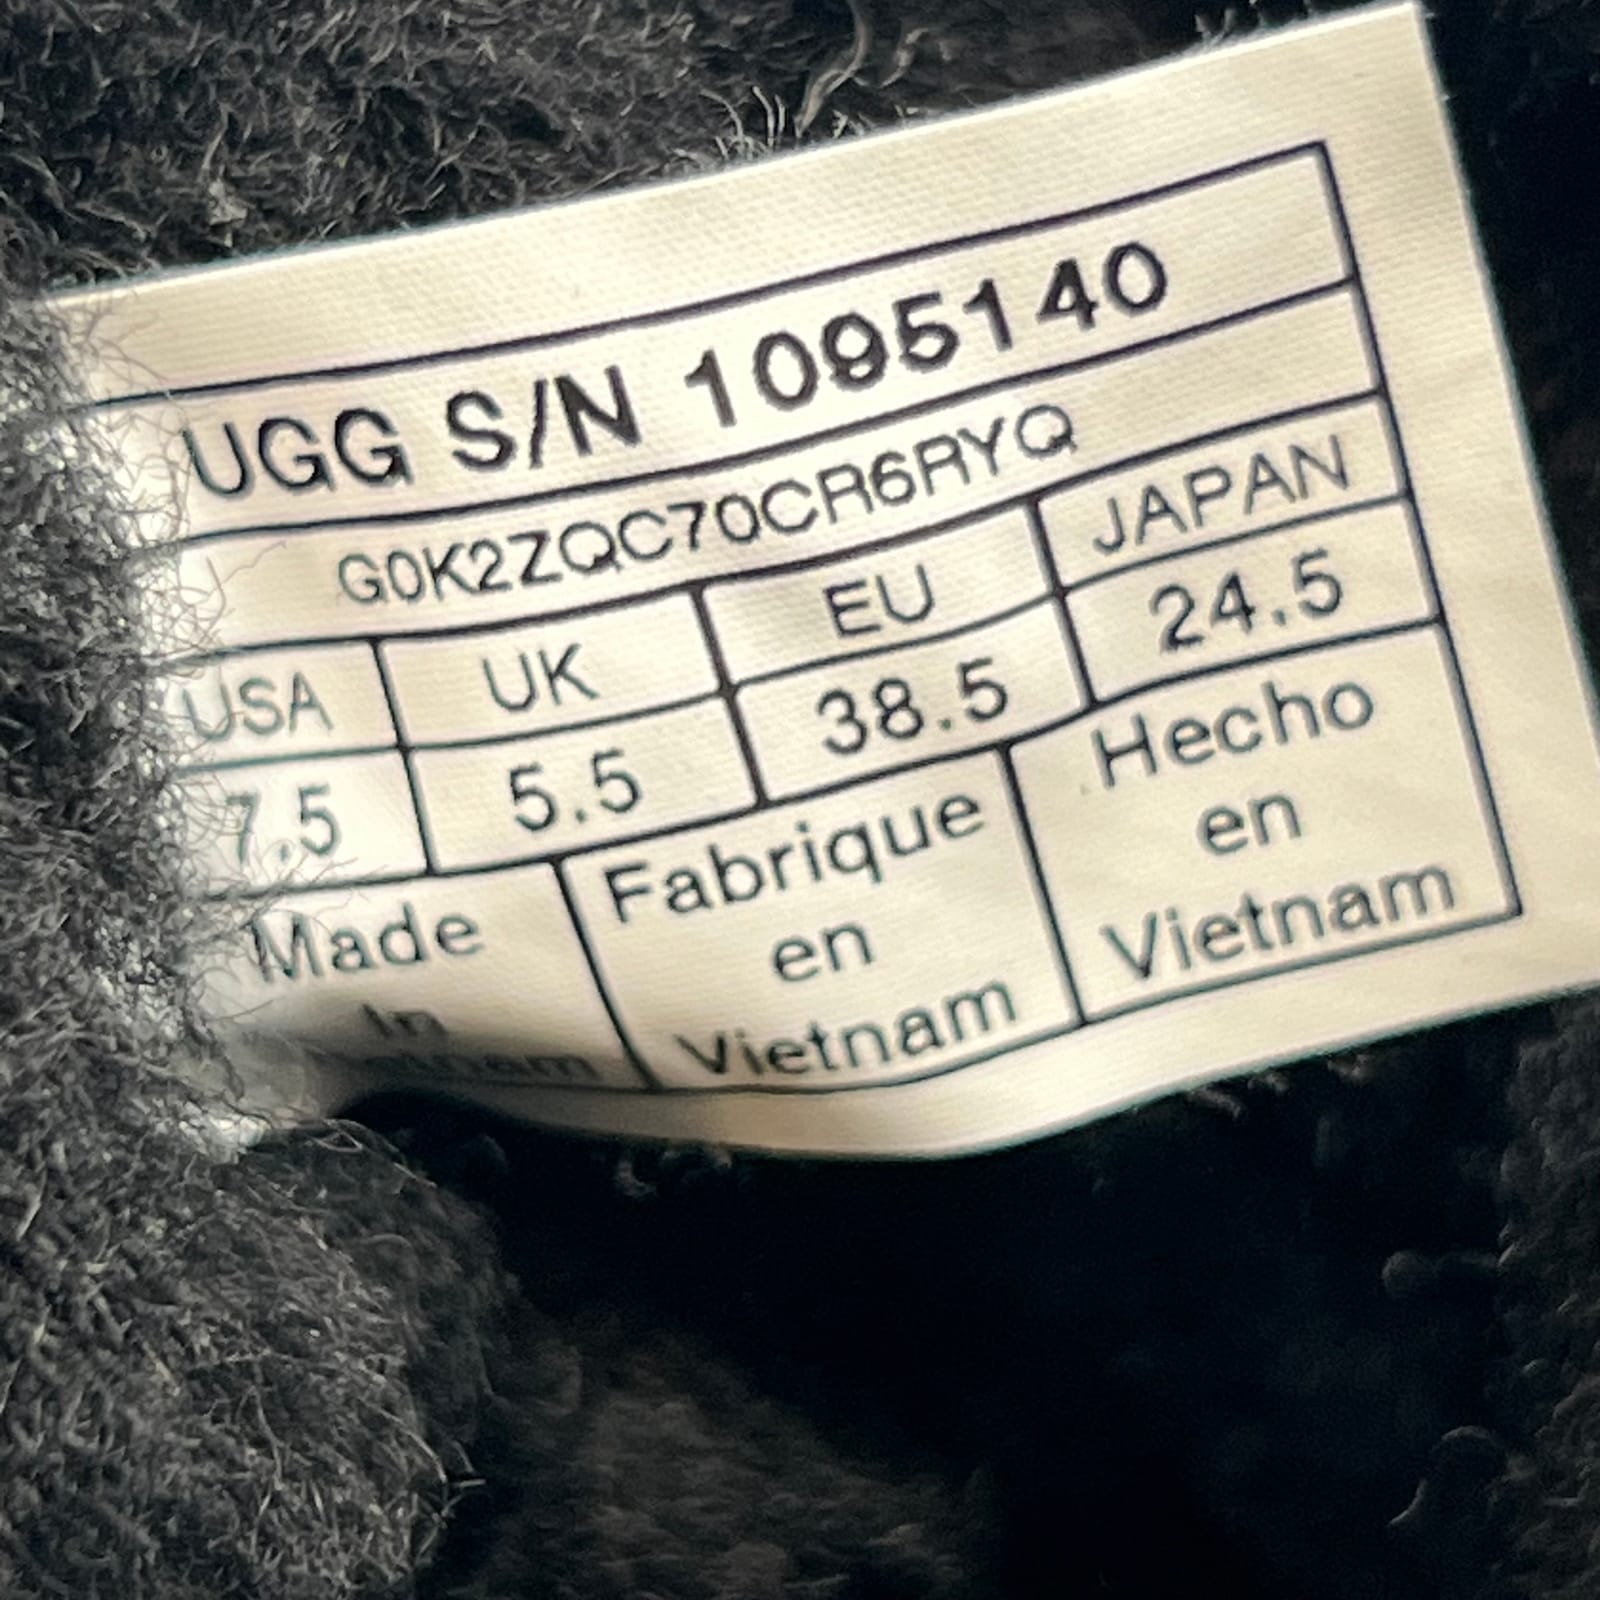 UGG S/N 1095140
G0K2ZQC70CR6RYQ
USA UK EU JAPAN
7.5 5.5 38.5 24.5
Made
In
Fabrique
en
Vietnam
Hecho
en
Vietnam